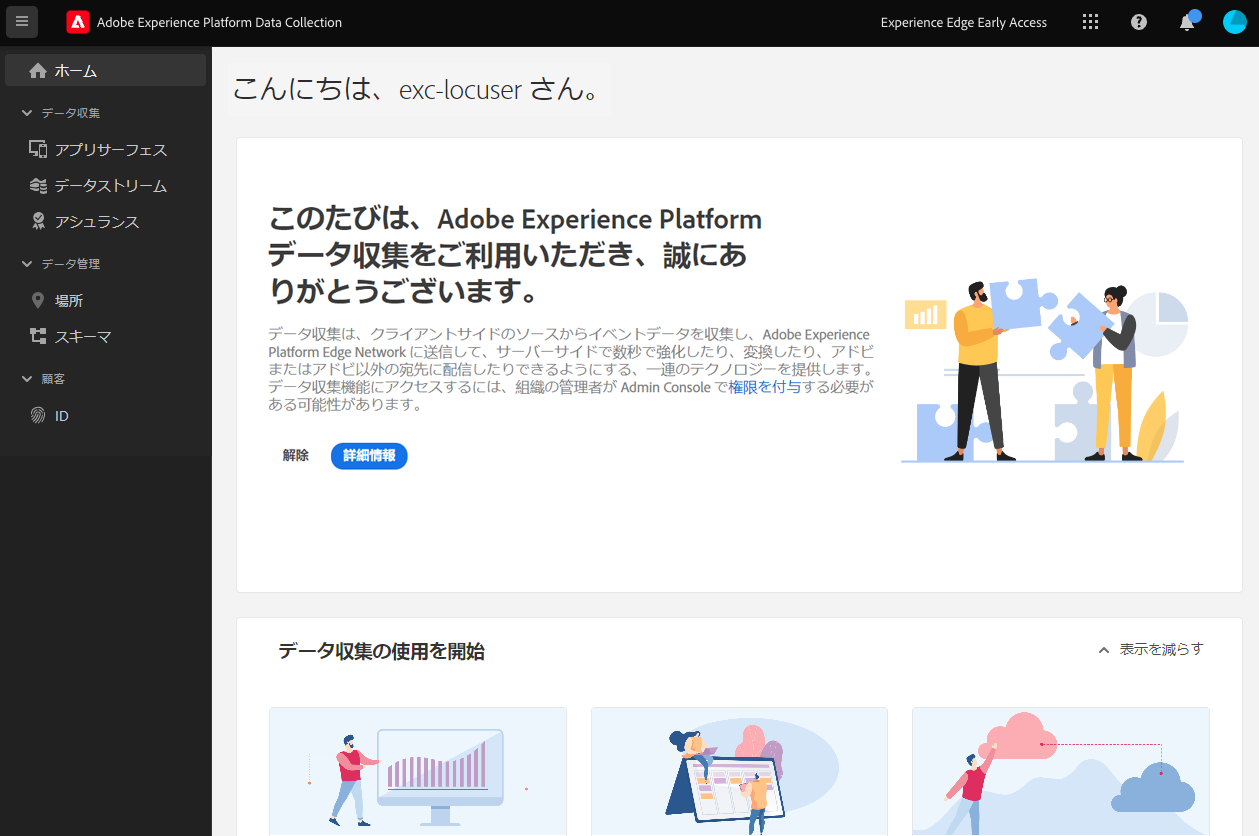 Adobe Experience Platform Data Collection
Experience Edge Early Access
ホーム
データ収集
アプリサーフェス
データストリーム
アシュランス
データ管理
場所
スキーマ
顧客
ID
こんにちは、exc-locuser さん。
このたびは、Adobe Experience Platform
データ収集をご利用いただき、誠にあ
りがとうございます。
データ収集は、クライアントサイドのソースからイベントデータを収集し、Adobe Experience
Platform Edge Network に送信して、サーバーサイドで数秒で強化したり、変換したり、アドビ
またはアドビ以外の宛先に配信したりできるようにする、一連のテクノロジーを提供します。
データ収集機能にアクセスするには、組織の管理者が Admin Console で権限を付与する必要が
ある可能性があります。
解除
詳細情報
データ収集の使用を開始
表示を減らす